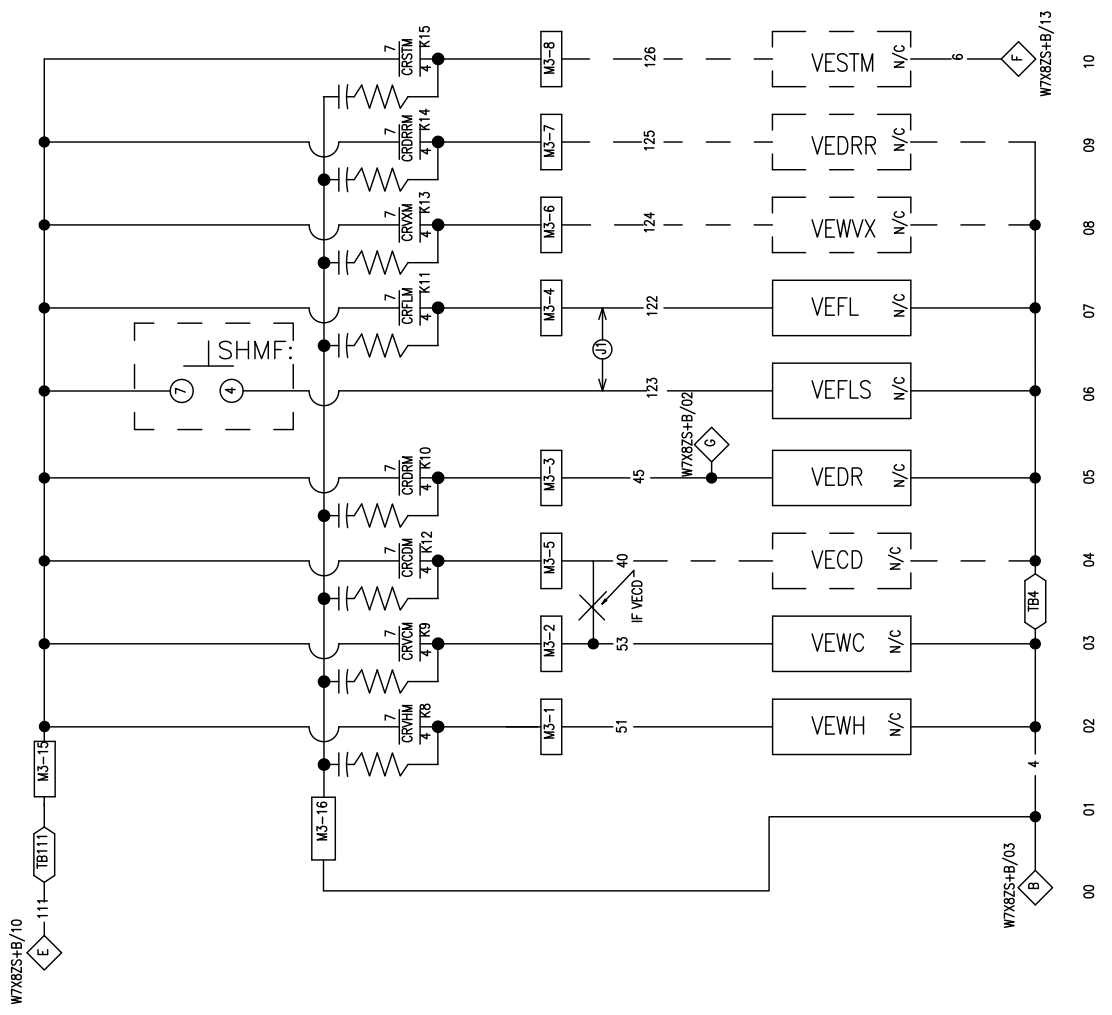 W7X8ZS+B/10
E
111
TB111
M3-15
M3-16
W7X8ZS+B/03
B
4
TB4
7
CRVHM
4
K8
M3-1
51
VEWH
N/C
7
CRVCM
4
K9
M3-2
53
VEWC
N/C
7
CRCDM
4
K12
M3-5
40
IF VECD
VECD
N/C
7
CRDRM
4
K10
M3-3
45
W7X8ZS+B/02
G
VEDR
N/C
SHMF:
7
4
123
J1
VEFLS
N/C
7
CRFLM
4
K11
M3-4
122
VEFL
N/C
7
CRVXM
4
K13
M3-6
124
VEWVX
N/C
7
CRDRRM
4
K14
M3-7
125
VEDRR
N/C
7
CRSTM
4
K15
M3-8
126
VESTM
N/C
6
F
W7X8ZS+B/13
00
01
02
03
04
05
06
07
08
09
10